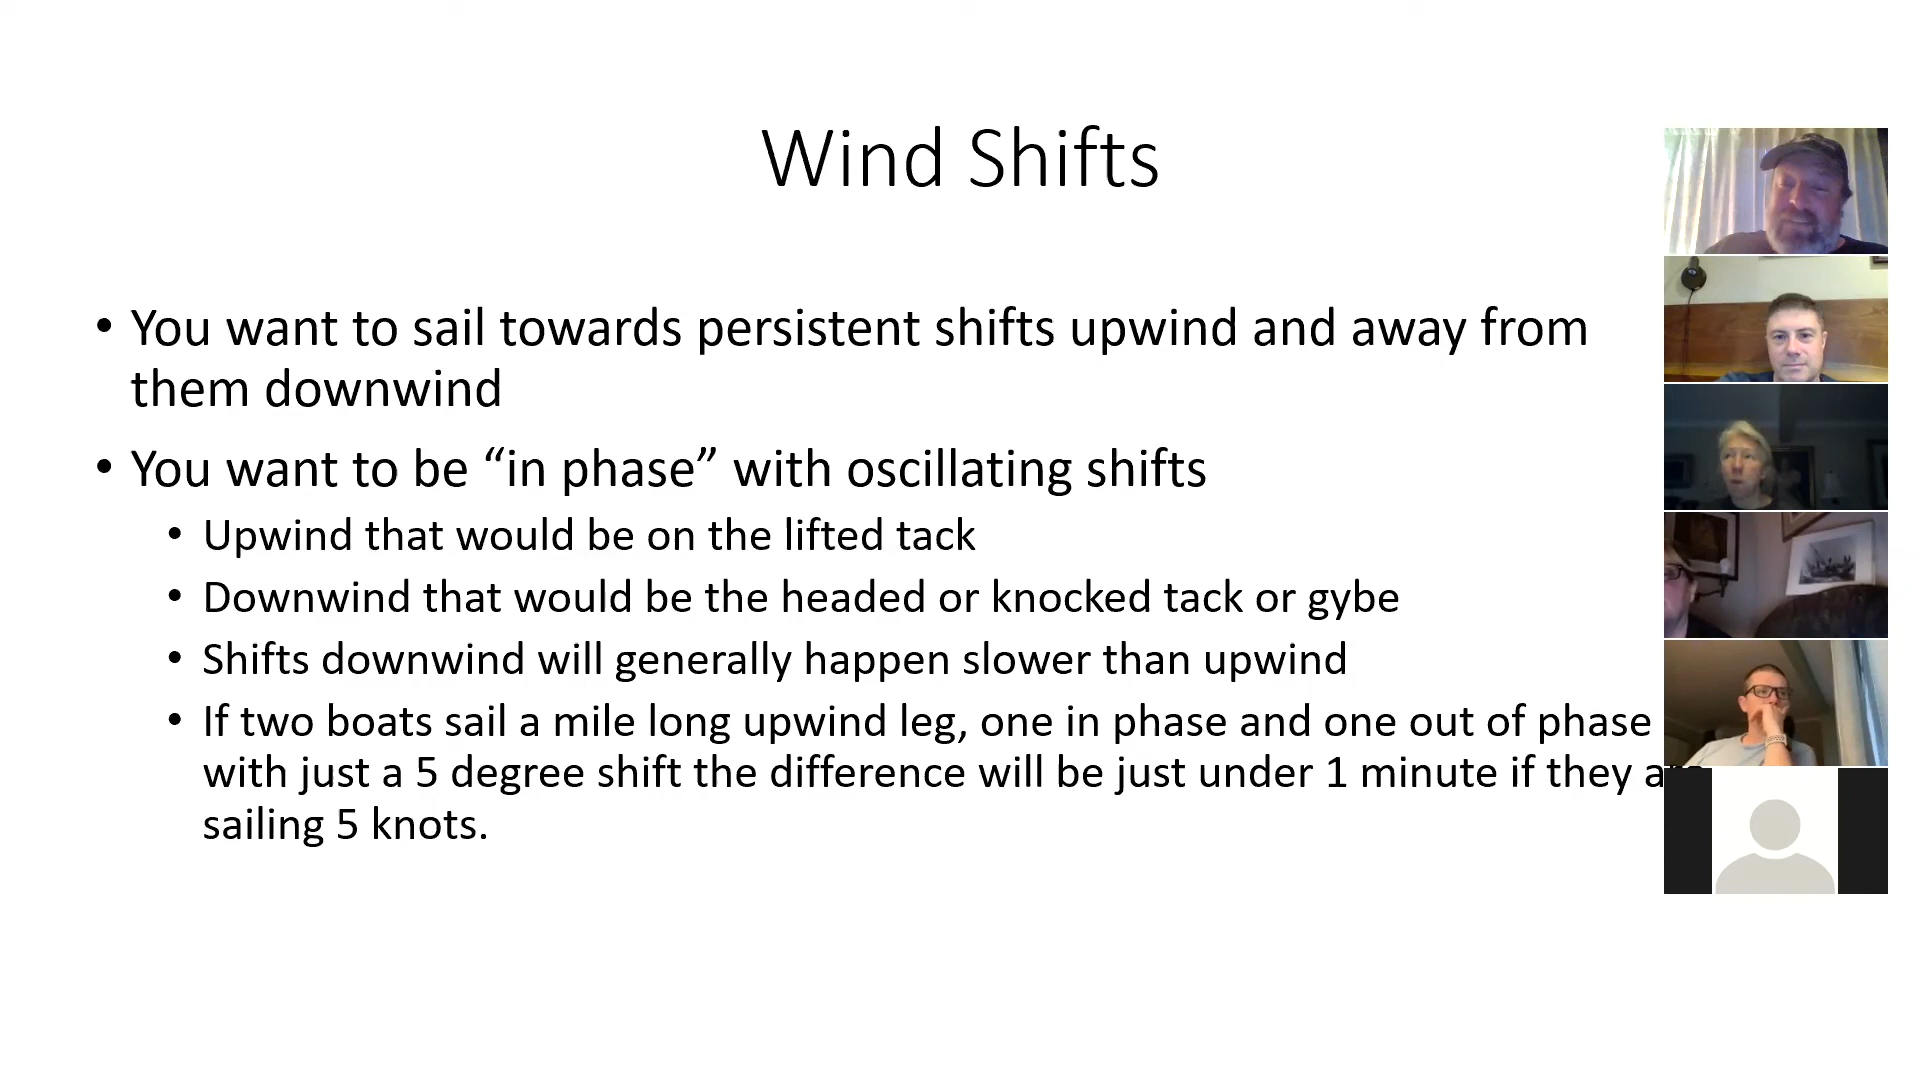 Wind Shifts
• You want to sail towards persistent shifts upwind and away from
them downwind
• You want to be “in phase” with oscillating shifts
• Upwind that would be on the lifted tack
• Downwind that would be the headed or knocked tack or gybe
• Shifts downwind will generally happen slower than upwind
• If two boats sail a mile long upwind leg, one in phase and one out of phase
with just a 5 degree shift the difference will be just under 1 minute if they
sailing 5 knots.